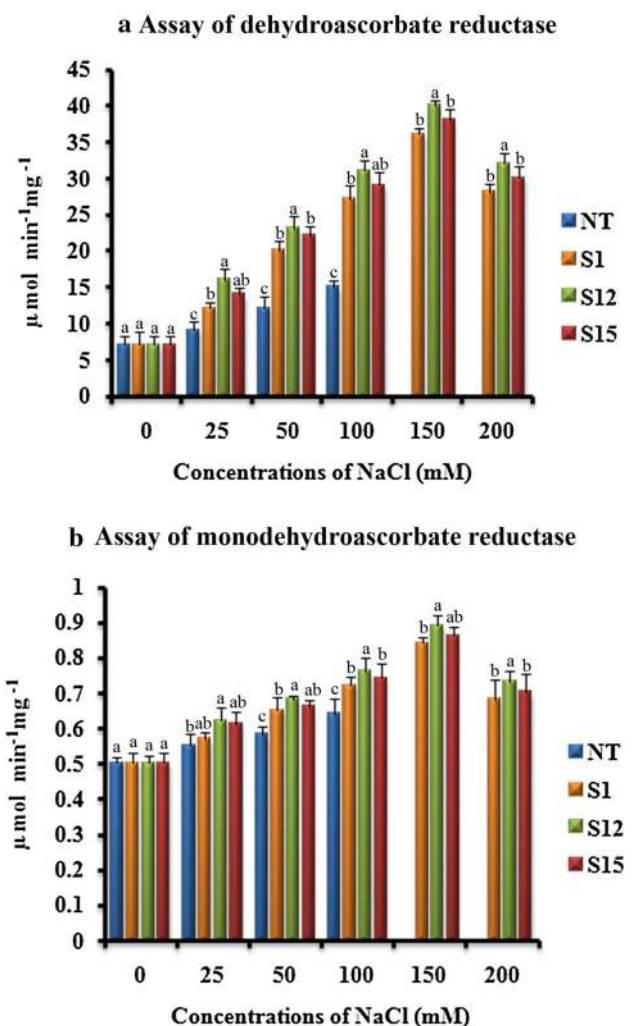 a Assay of dehydroascorbate reductase
45
40
35
30
25
20
15
10
5
0
μ mol min-1mg -1
a a a a
c b a ab
c b a b
c b a ab
b a b
b a b
0 25 50 100 150 200
Concentrations of NaCl (mM)
NT
S1
S12
S15
b Assay of monodehydroascorbate reductase
1
0.9
0.8
0.7
0.6
0.5
0.4
0.3
0.2
0.1
0
μ mol min-1mg-1
a a a a
b ab a ab
c b a ab
c b a b
b a ab
b a b
0 25 50 100 150 200
Concentrations of NaCl (mM)
NT
S1
S12
S15